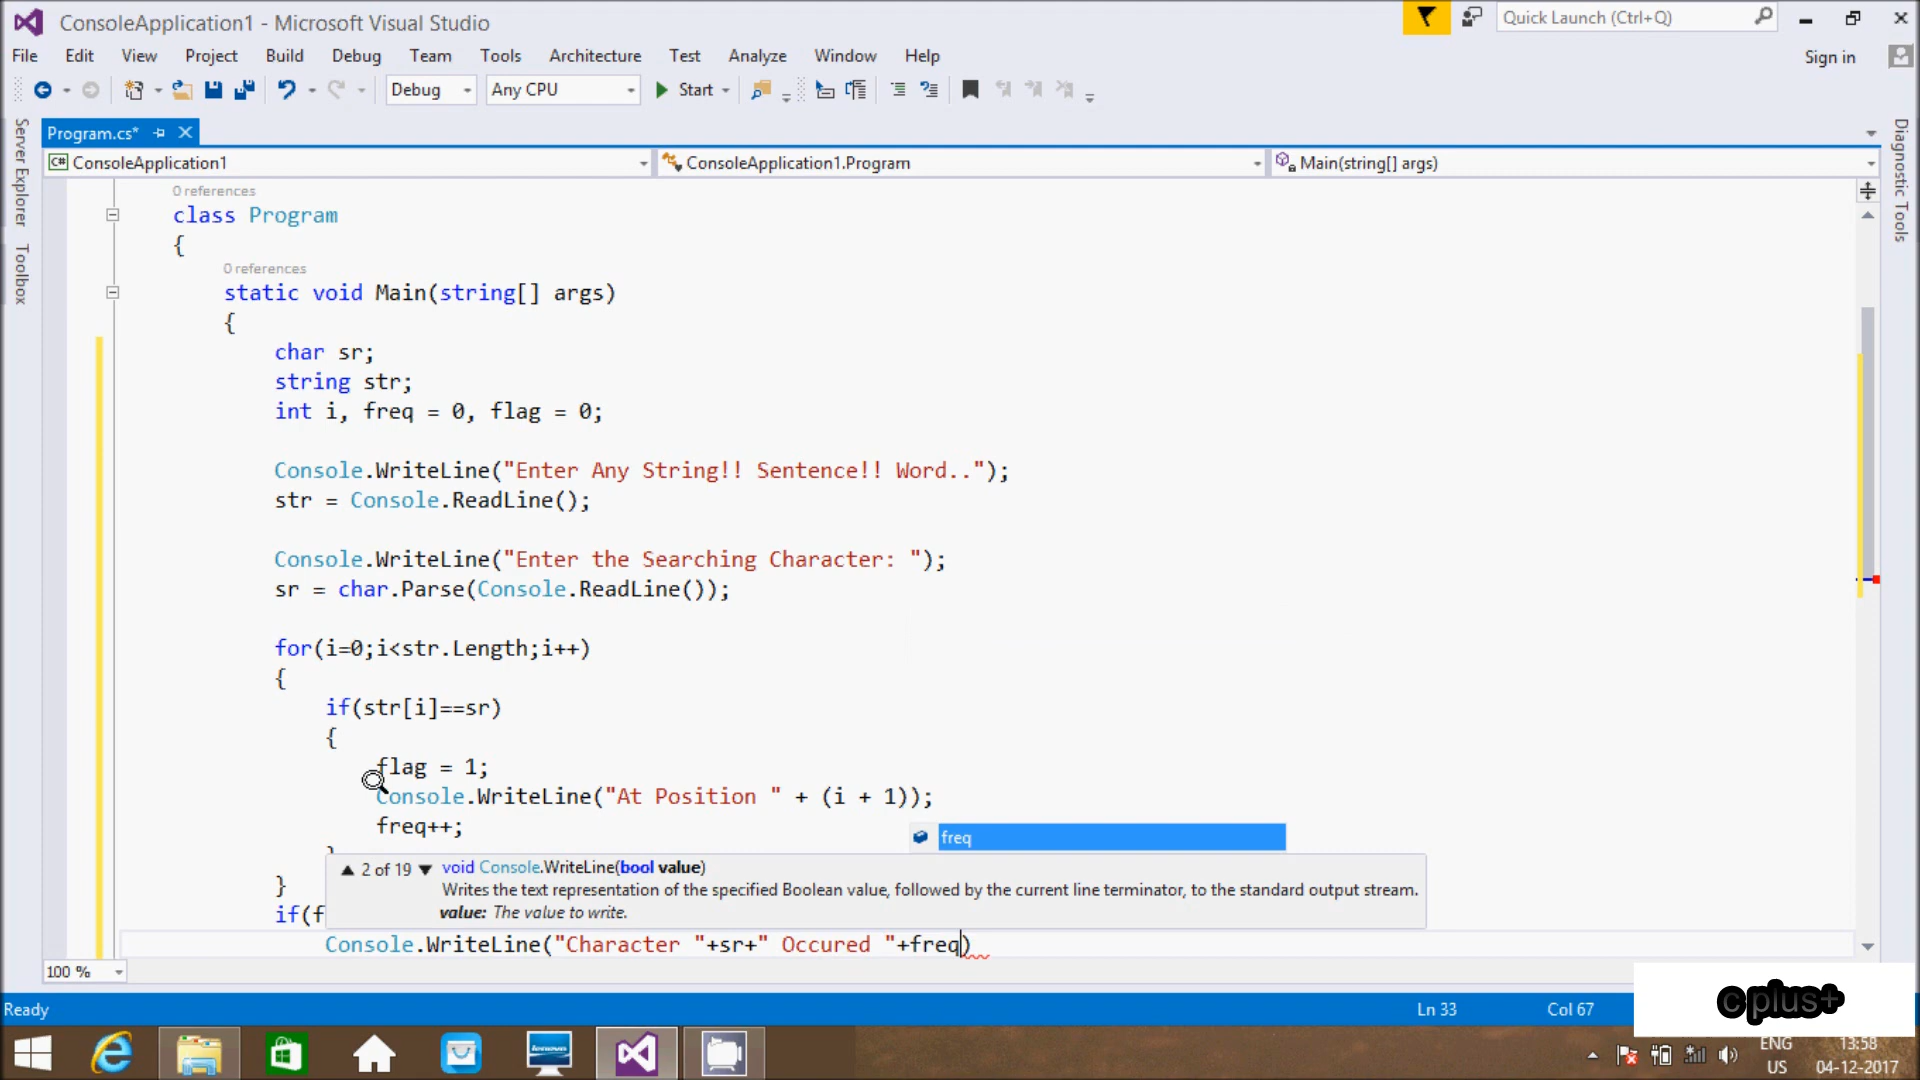 ConsoleApplication1 - Microsoft Visual Studio
Quick Launch (Ctrl+Q)
File Edit View Project Build Debug Team Tools Architecture Test Analyze Window Help
Sign in
Debug Any CPU Start
Server Explorer
Toolbox
Diagnostic Tools
Program.cs*
C# ConsoleApplication1 ConsoleApplication1.Program Main(string[] args)
0 references
class Program
{
0 references
static void Main(string[] args)
{
char sr;
string str;
int i, freq = 0, flag = 0;
Console.WriteLine("Enter Any String!! Sentence!! Word..");
str = Console.ReadLine();
Console.WriteLine("Enter the Searching Character: ");
sr = char.Parse(Console.ReadLine());
for(i=0;i<str.Length;i++)
{
if(str[i]==sr)
{
flag = 1;
Console.WriteLine("At Position " + (i + 1));
freq++;
freq
}
2 of 19 void Console.WriteLine(bool value)
Writes the text representation of the specified Boolean value, followed by the current line terminator, to the standard output stream.
value: The value to write.
}
if(f
Console.WriteLine("Character "+sr+" Occured "+freq)
100 %
Ready
Ln 33
Col 67
c plus+
lenovo
ENG
US
13:58
04-12-2017